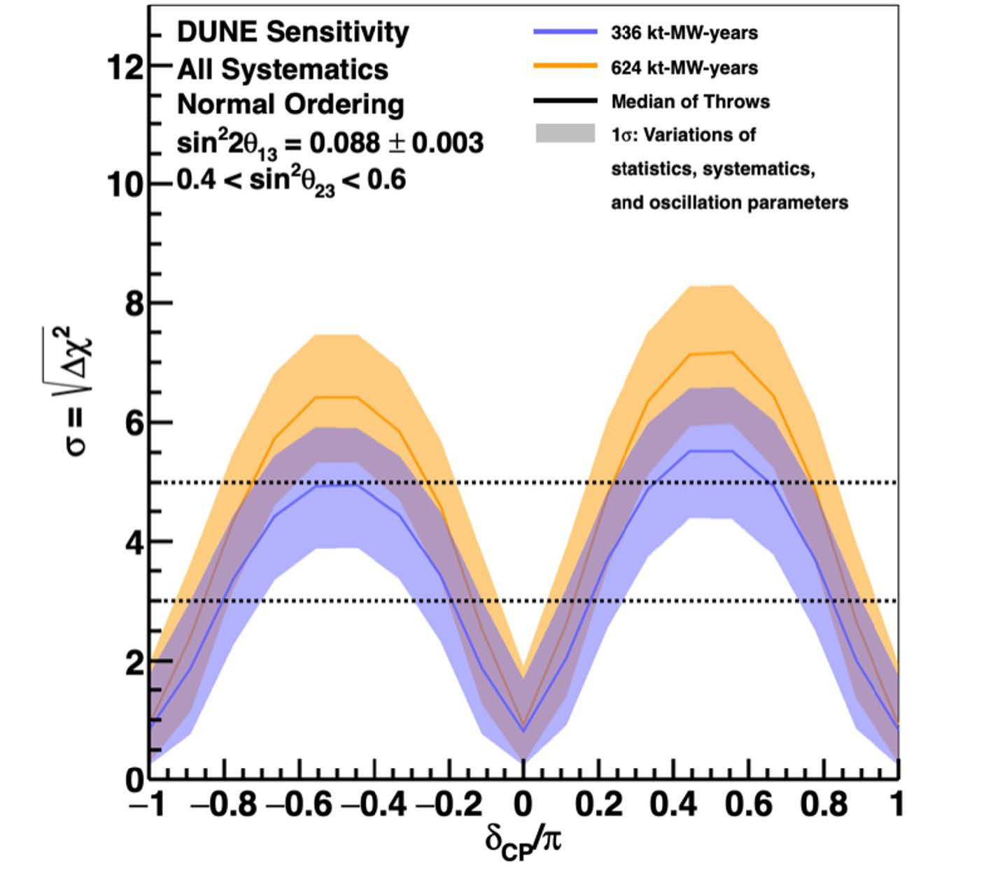 DUNE Sensitivity
All Systematics
Normal Ordering
sin²2θ₁₃ = 0.088 ± 0.003
0.4 < sin²θ₂₃ < 0.6
336 kt-MW-years
624 kt-MW-years
Median of Throws
1σ: Variations of
statistics, systematics,
and oscillation parameters
12
10
8
6
4
2
0
σ = √Δχ²
−1 −0.8 −0.6 −0.4 −0.2 0 0.2 0.4 0.6 0.8 1
δCP/π